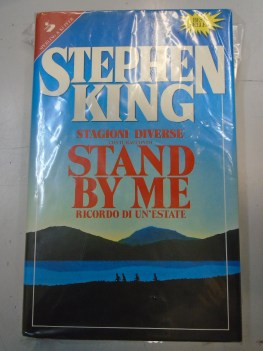 STEPHEN
KING
STAGIONI DIVERSE
STAND
BY ME
RICORDO DI UN'ESTATE